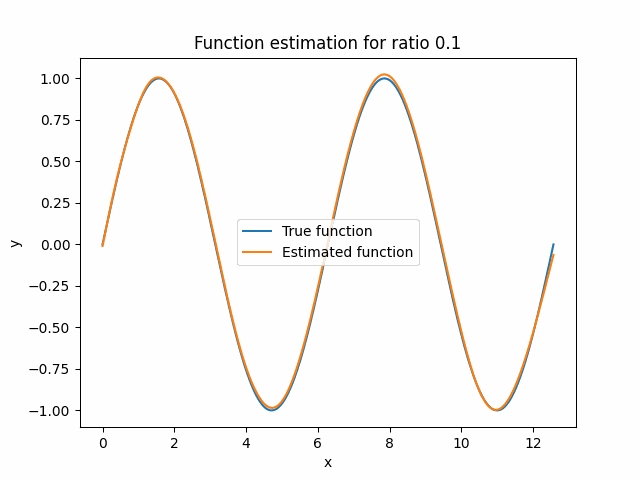 Function estimation for ratio 0.1
1.00
0.75
0.50
0.25
0.00
−0.25
−0.50
−0.75
−1.00
y
True function
Estimated function
0 2 4 6 8 10 12
x